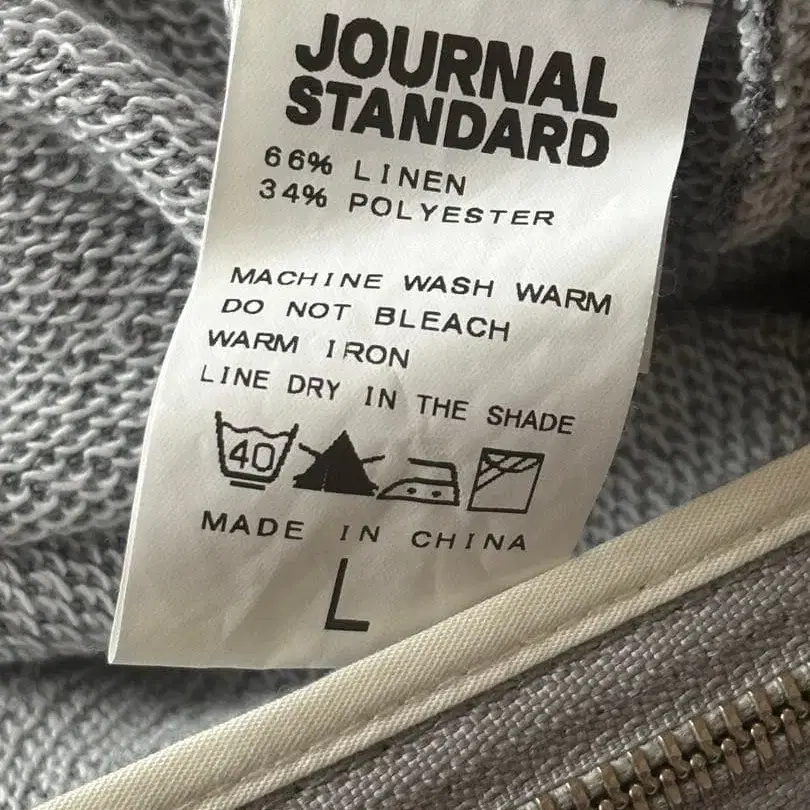 JOURNAL
STANDARD
66% LINEN
34% POLYESTER
MACHINE WASH WARM
DO NOT BLEACH
WARM IRON
LINE DRY IN THE SHADE
40
MADE IN CHINA
L